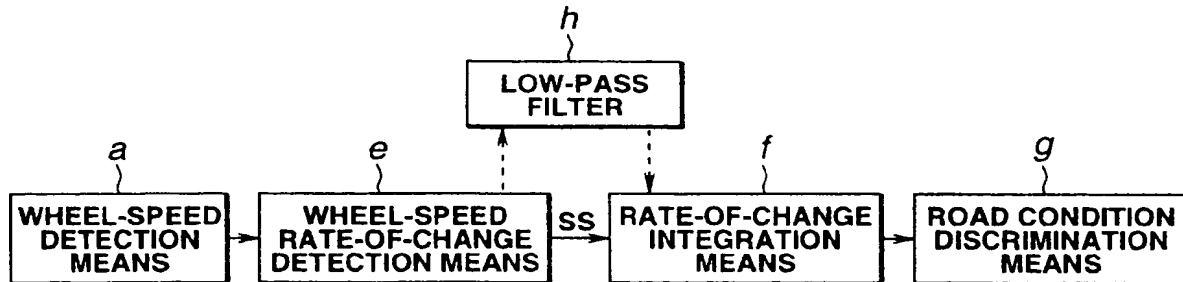 h
LOW-PASS
FILTER
a
e
f
g
WHEEL-SPEED
DETECTION
MEANS
WHEEL-SPEED
RATE-OF-CHANGE
DETECTION MEANS
SS
RATE-OF-CHANGE
INTEGRATION
MEANS
ROAD CONDITION
DISCRIMINATION
MEANS